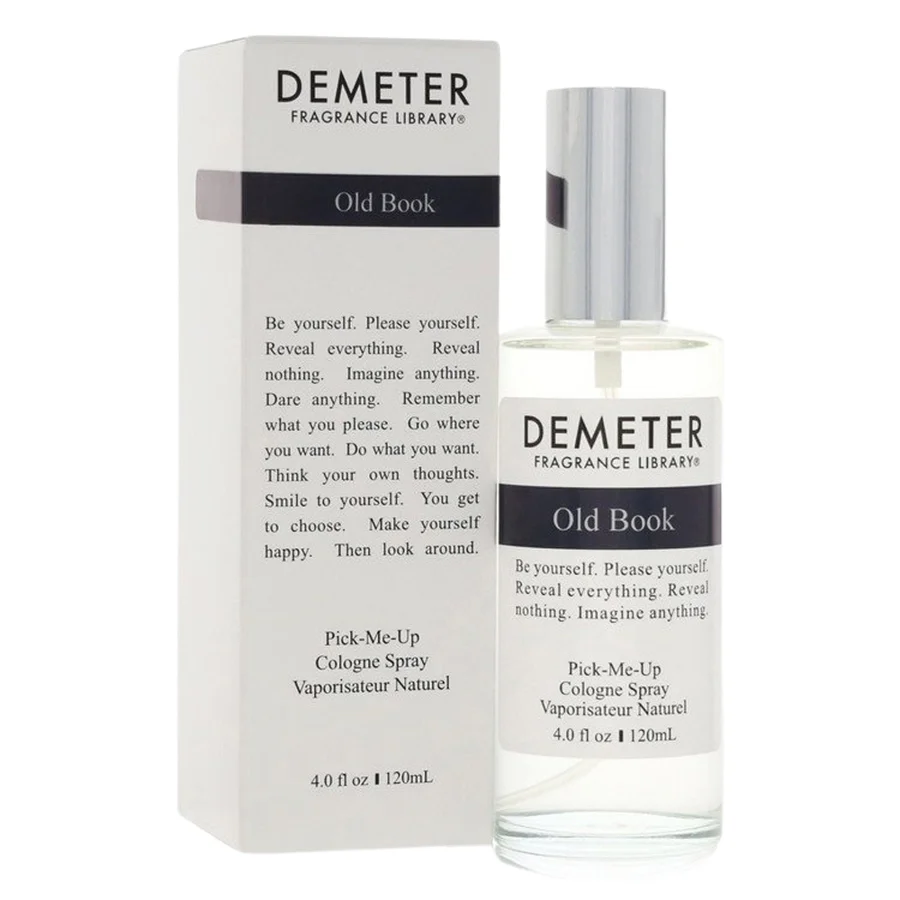 DEMETER
FRAGRANCE LIBRARY®
Old Book
Be yourself. Please yourself.
Reveal everything. Reveal
nothing. Imagine anything.
Dare anything. Remember
what you please. Go where
you want. Do what you want.
Think your own thoughts.
Smile to yourself. You get
to choose. Make yourself
happy. Then look around.
Pick-Me-Up
Cologne Spray
Vaporisateur Naturel
4.0 fl oz 120mL
DEMETER
FRAGRANCE LIBRARY®
Old Book
Be yourself. Please yourself.
Reveal everything. Reveal
nothing. Imagine anything.
Pick-Me-Up
Cologne Spray
Vaporisateur Naturel
4.0 fl oz 120mL